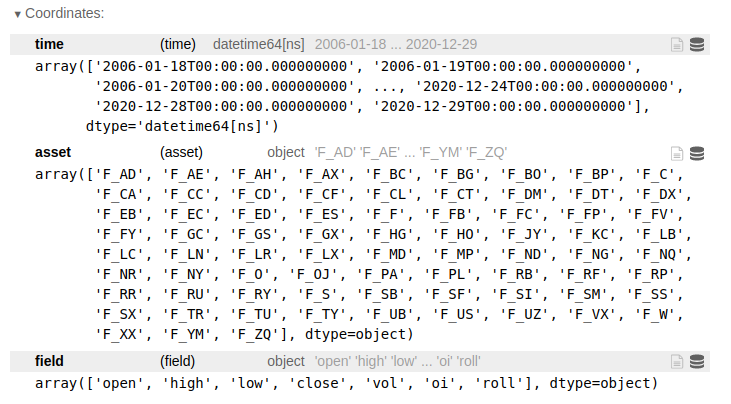 ▾ Coordinates:
time (time) datetime64[ns] 2006-01-18 ... 2020-12-29
array(['2006-01-18T00:00:00.000000000', '2006-01-19T00:00:00.000000000',
'2006-01-20T00:00:00.000000000', ..., '2020-12-24T00:00:00.000000000',
'2020-12-28T00:00:00.000000000', '2020-12-29T00:00:00.000000000'],
dtype='datetime64[ns]')
asset (asset) object 'F_AD' 'F_AE' ... 'F_YM' 'F_ZQ'
array(['F_AD', 'F_AE', 'F_AH', 'F_AX', 'F_BC', 'F_BG', 'F_BO', 'F_BP', 'F_C',
'F_CA', 'F_CC', 'F_CD', 'F_CF', 'F_CL', 'F_CT', 'F_DM', 'F_DT', 'F_DX',
'F_EB', 'F_EC', 'F_ED', 'F_ES', 'F_F', 'F_FB', 'F_FC', 'F_FP', 'F_FV',
'F_FY', 'F_GC', 'F_GS', 'F_GX', 'F_HG', 'F_HO', 'F_JY', 'F_KC', 'F_LB',
'F_LC', 'F_LN', 'F_LR', 'F_LX', 'F_MD', 'F_MP', 'F_ND', 'F_NG', 'F_NQ',
'F_NR', 'F_NY', 'F_O', 'F_OJ', 'F_PA', 'F_PL', 'F_RB', 'F_RF', 'F_RP',
'F_RR', 'F_RU', 'F_RY', 'F_S', 'F_SB', 'F_SF', 'F_SI', 'F_SM', 'F_SS',
'F_SX', 'F_TR', 'F_TU', 'F_TY', 'F_UB', 'F_US', 'F_UZ', 'F_VX', 'F_W',
'F_XX', 'F_YM', 'F_ZQ'], dtype=object)
field (field) object 'open' 'high' 'low' ... 'oi' 'roll'
array(['open', 'high', 'low', 'close', 'vol', 'oi', 'roll'], dtype=object)